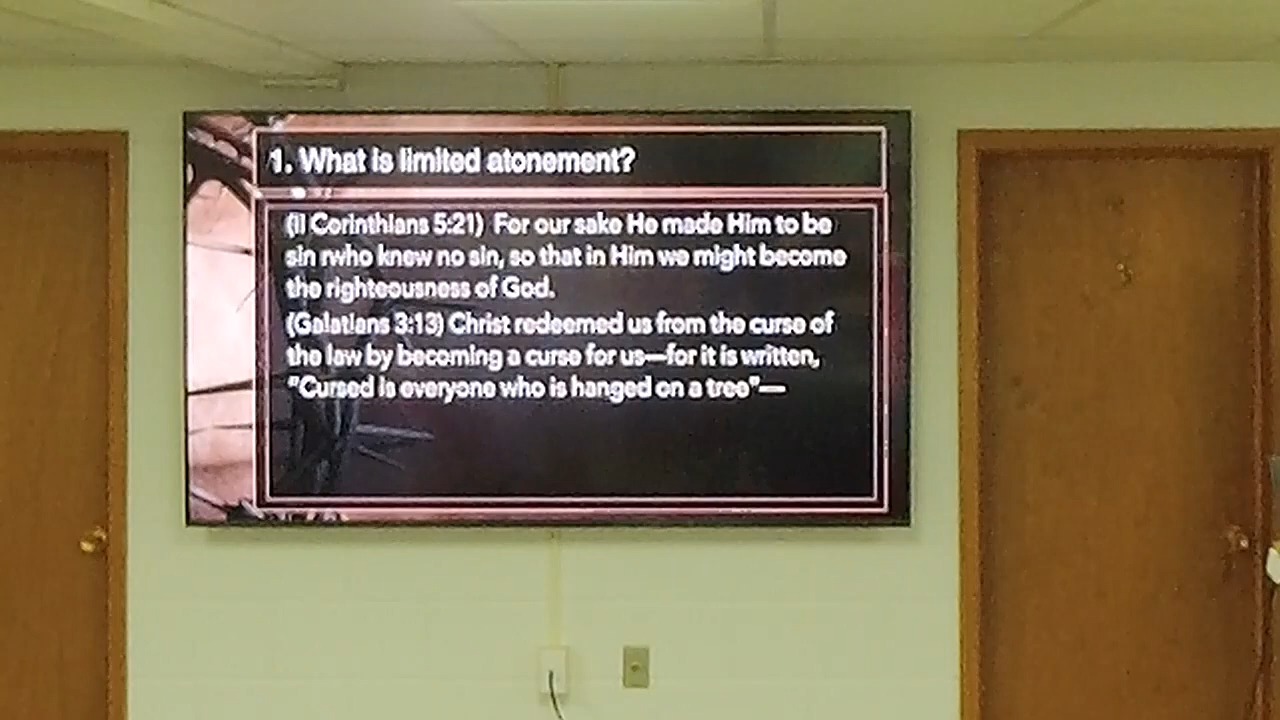 1. What is limited atonement?
(II Corinthians 5:21) For our sake He made Him to be
sin rwho knew no sin, so that in Him we might become
the righteousness of God.
(Galatians 3:13) Christ redeemed us from the curse of
the law by becoming a curse for us—for it is written,
"Cursed is everyone who is hanged on a tree"—